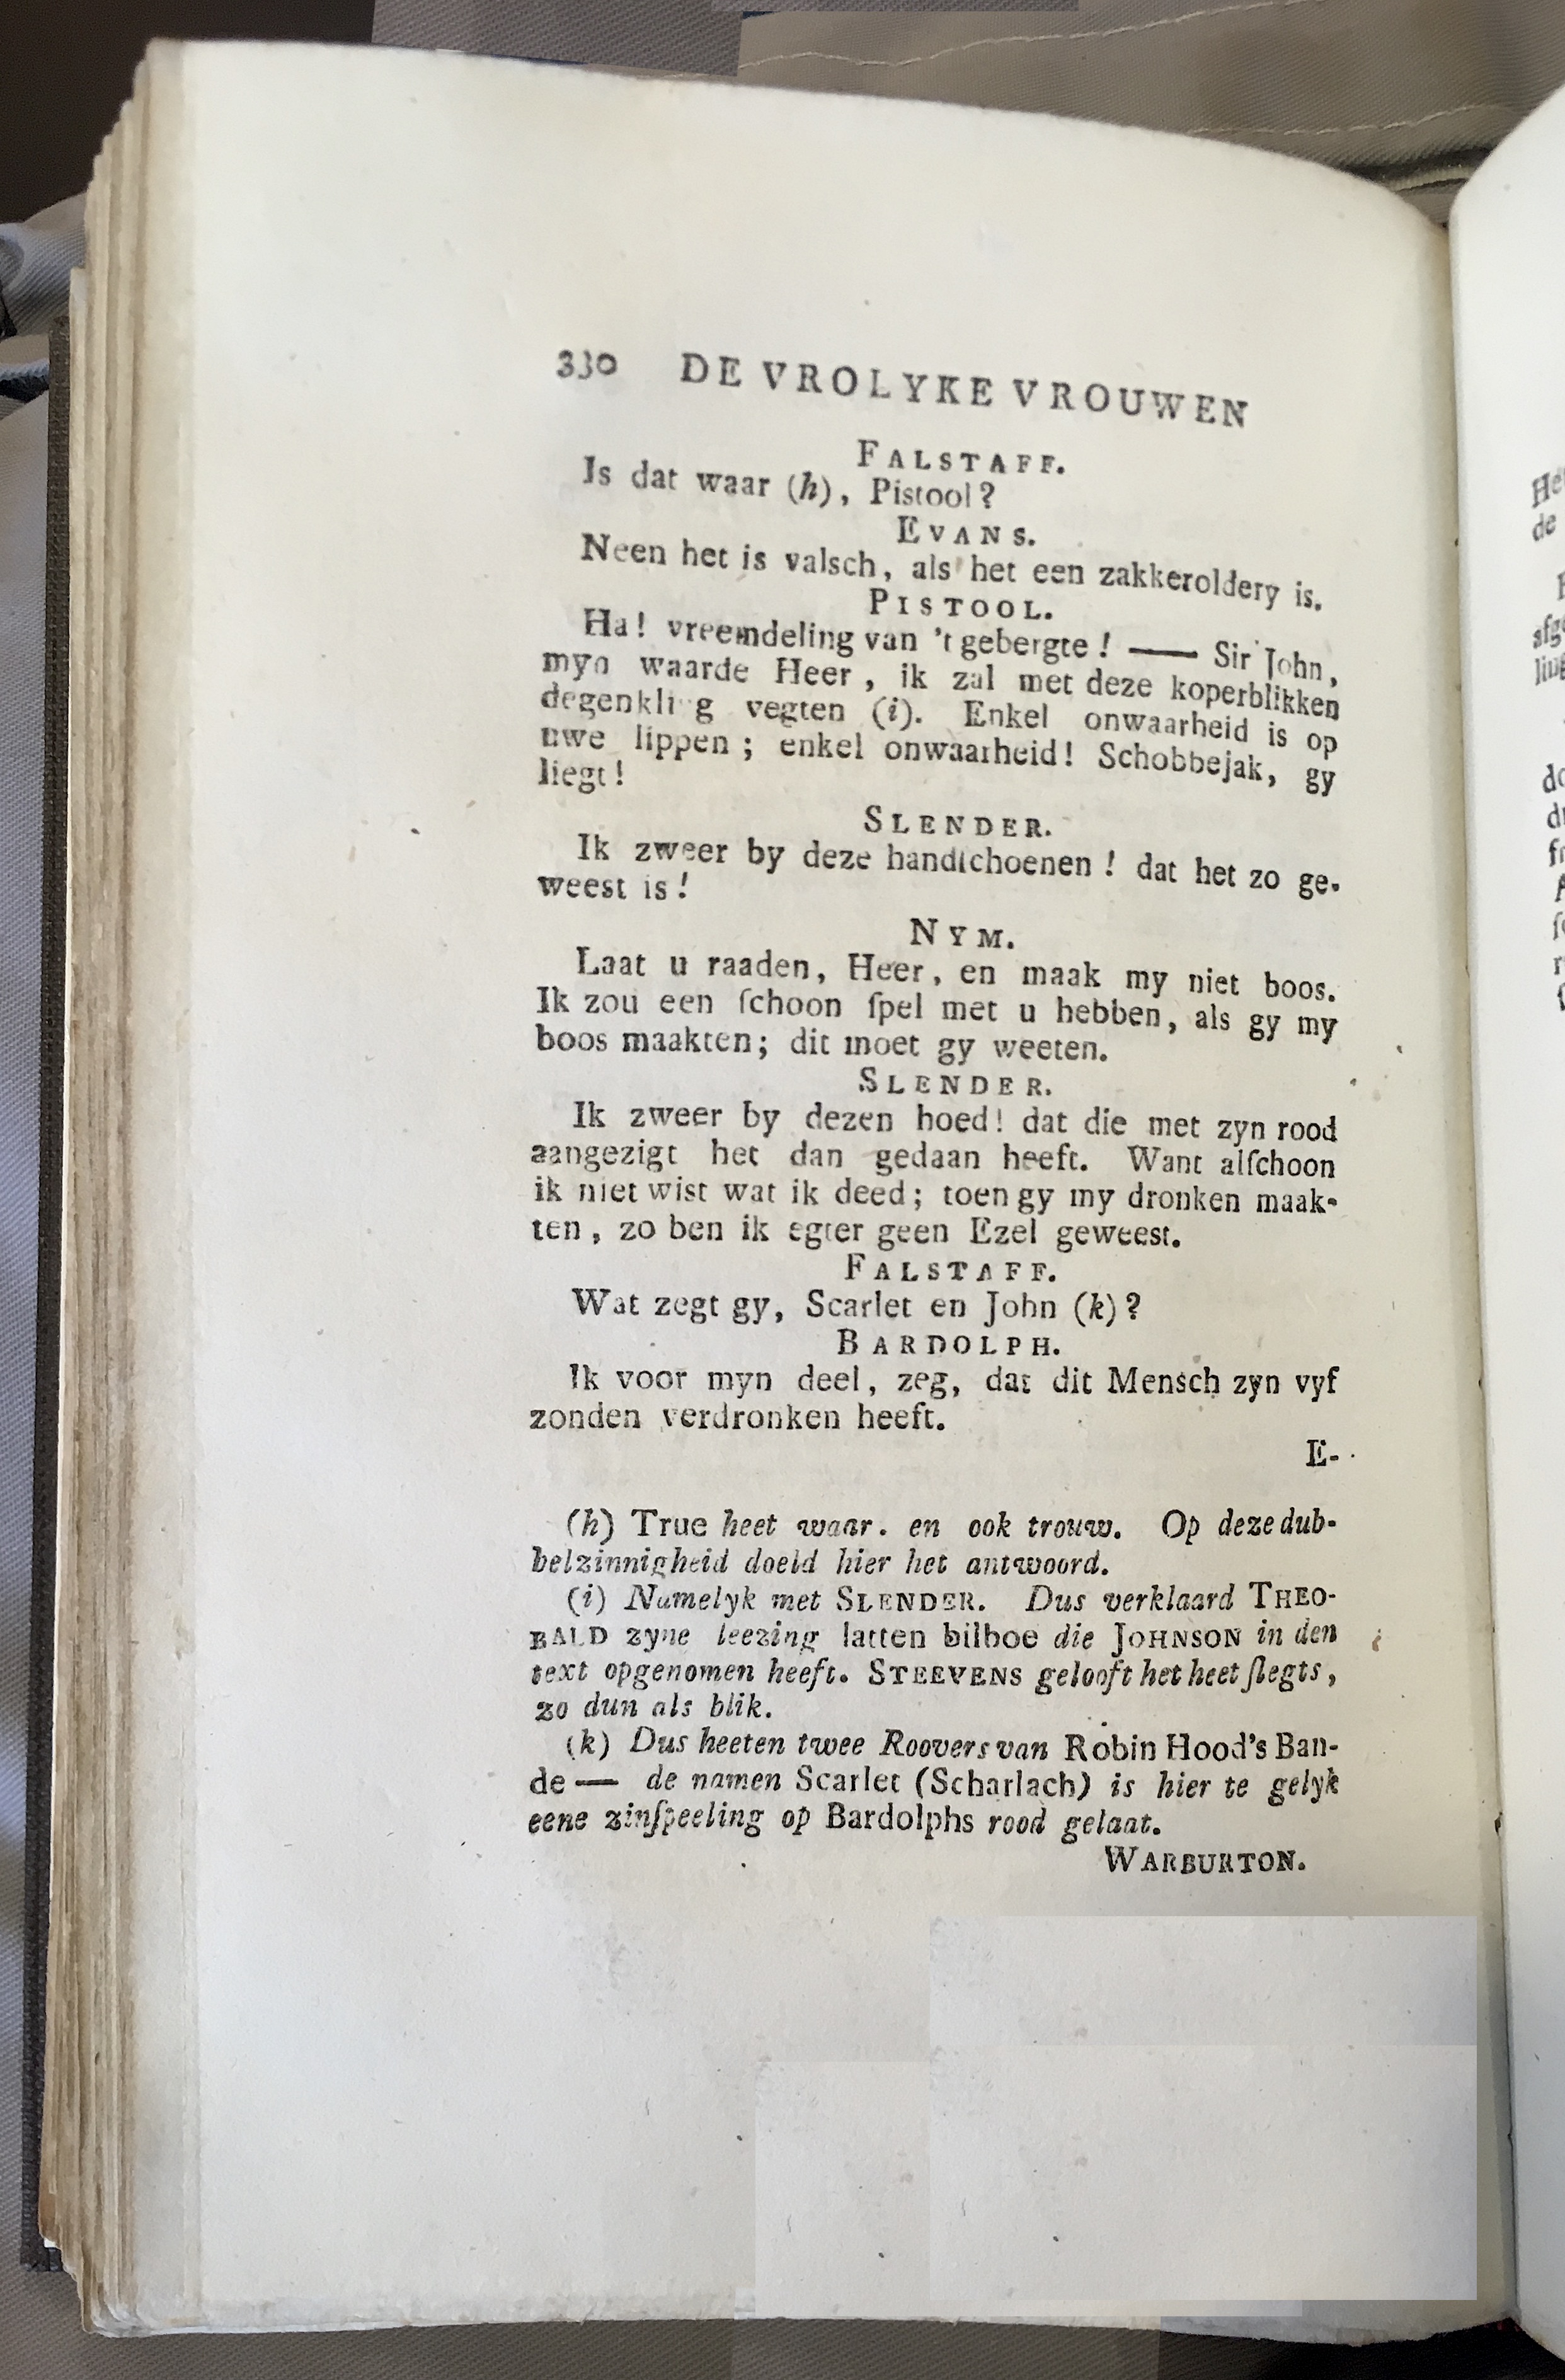 330 DE VROLYKE VROUWEN
FALSTAFF.
Is dat waar (h), Pistool?
EVANS.
Neen het is valsch, als het een zakkeroldery is.
PISTOOL.
Ha! vreemdeling van 't gebergte! — Sir John,
myn waarde Heer, ik zal met deze koperblikken
degenkli g vegten (i). Enkel onwaarheid is op
uwe lippen; enkel onwaarheid! Schobbejak, gy
liegt!
SLENDER.
Ik zweer by deze handſchoenen! dat het zo ge-
weest is!
NYM.
Laat u raaden, Heer, en maak my niet boos.
Ik zou een ſchoon ſpel met u hebben, als gy my
boos maakten; dit moet gy weeten.
SLENDER.
Ik zweer by dezen hoed! dat die met zyn rood
aangezigt het dan gedaan heeft. Want alſchoon
ik niet wist wat ik deed; toen gy my dronken maak-
ten, zo ben ik egter geen Ezel geweest.
FALSTAFF.
Wat zegt gy, Scarlet en John (k)?
BARDOLPH.
Ik voor myn deel, zeg, dat dit Mensch zyn vyf
zonden verdronken heeft.
E-
(h) True heet waar. en ook trouw. Op deze dub-
belzinnigheid doeld hier het antwoord.
(i) Namelyk met SLENDER. Dus verklaard THEO-
BALD zyne leezing latten bilboe die JOHNSON in den
text opgenomen heeft. STEEVENS gelooft het heet ſlegts,
zo dun als blik.
(k) Dus heeten twee Roovers van Robin Hood's Ban-
de — de namen Scarlet (Scharlach) is hier te gelyk
eene zinſpeeling op Bardolphs rood gelaat.
WARBURTON.
He
de
do